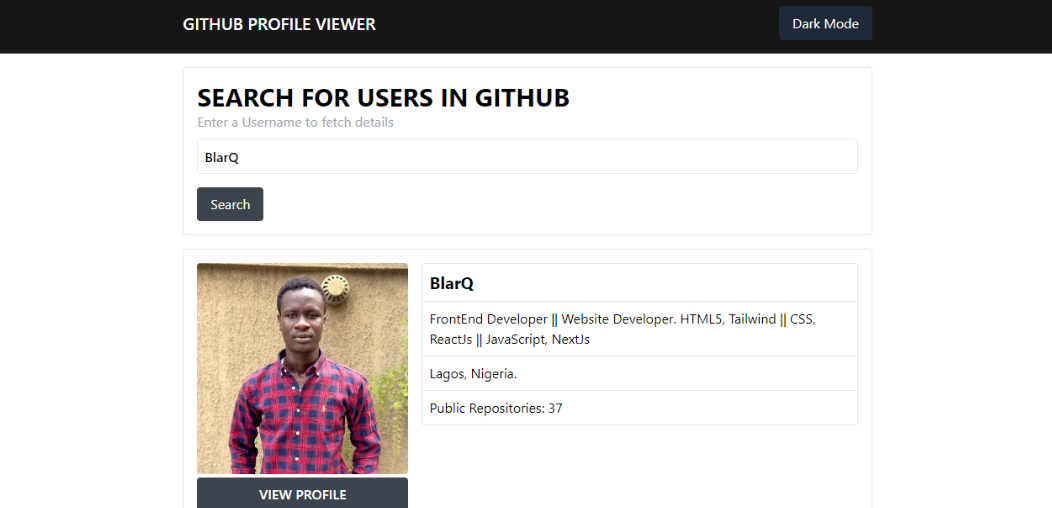 GITHUB PROFILE VIEWER
Dark Mode
SEARCH FOR USERS IN GITHUB
Enter a Username to fetch details
BlarQ
Search
BlarQ
FrontEnd Developer || Website Developer. HTML5, Tailwind || CSS,
ReactJs || JavaScript, NextJs
Lagos, Nigeria.
Public Repositories: 37
VIEW PROFILE